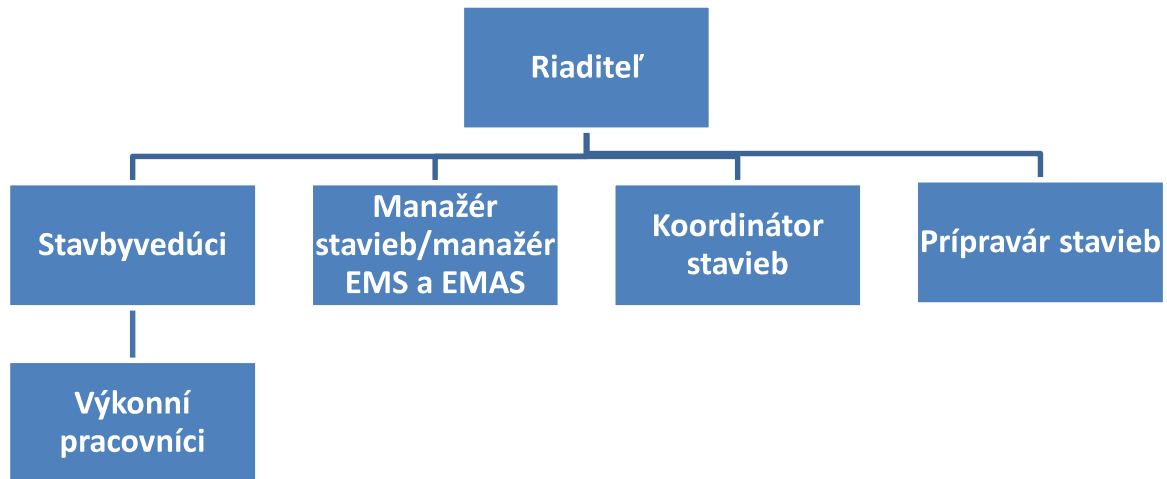 Riaditeľ
Stavbyvedúci
Manažér
stavieb/manažér
EMS a EMAS
Koordinátor
stavieb
Prípravár stavieb
Výkonní
pracovníci